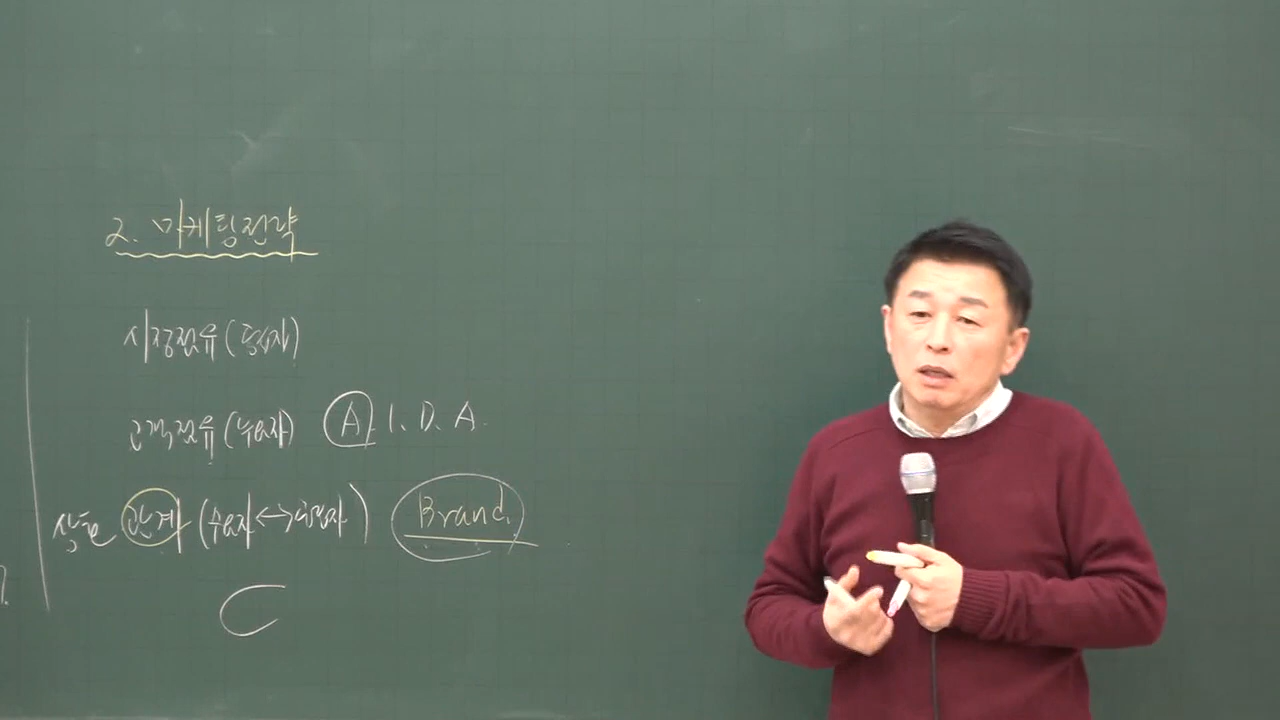 2. 마케팅전략
시장점유 (공급자)
고객점유 (수요자) A I. D. A.
상호 관계 (수요자 ↔ 공급자) Brand.